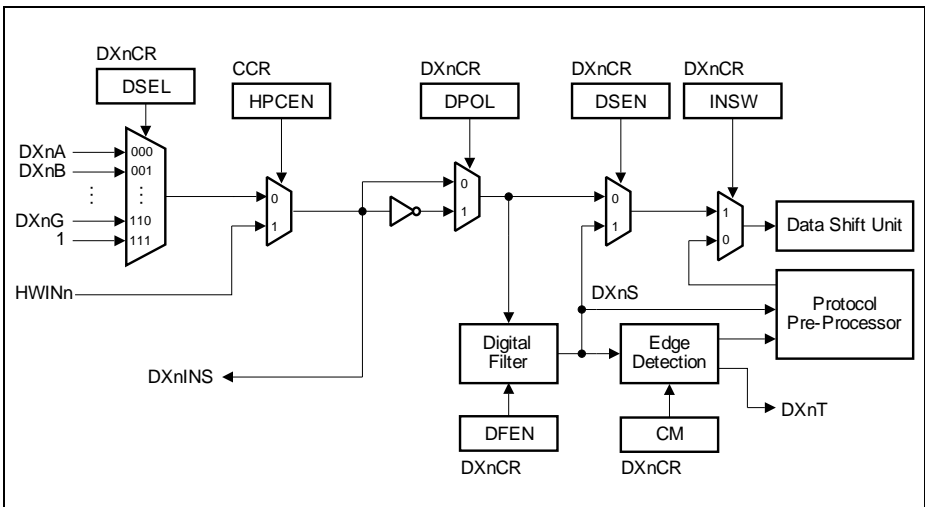 DXnCR
DSEL
CCR
HPCEN
DXnCR
DPOL
DXnCR
DSEN
DXnCR
INSW
DXnA
DXnB
DXnG
1
000
001
110
111
HWINn
0
1
0
1
0
1
1
0
Data Shift Unit
Protocol
Pre-Processor
DXnS
Digital
Filter
Edge
Detection
DXnINS
DXnT
DFEN
DXnCR
CM
DXnCR